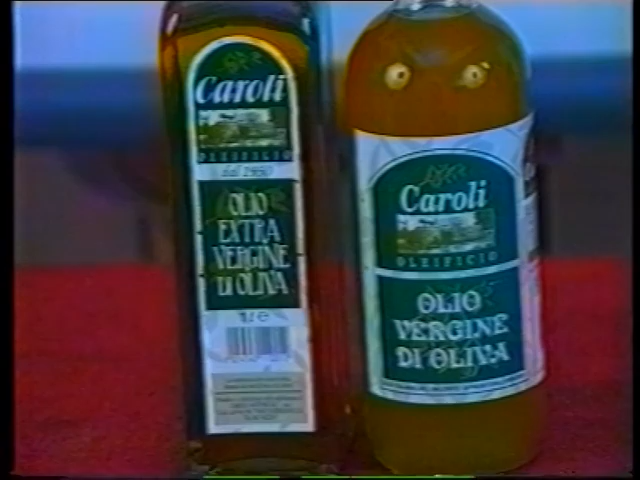 Caroli
OLEIFICIO
dal 1950
OLIO
EXTRA
VERGINE
DI OLIVA
1L e
Caroli
OLEIFICIO
OLIO
VERGINE
DI OLIVA